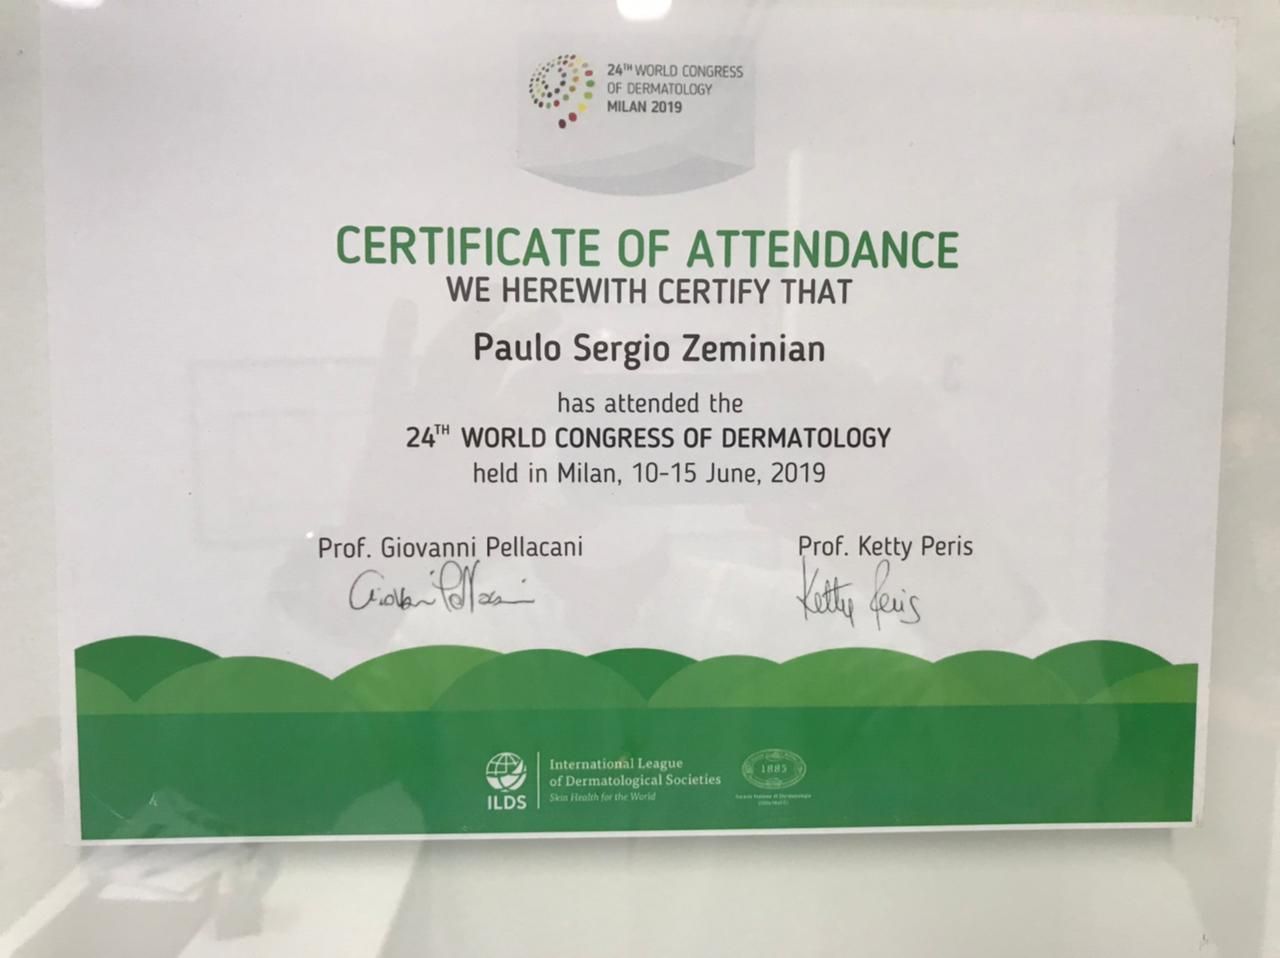 24TH WORLD CONGRESS
OF DERMATOLOGY
MILAN 2019
CERTIFICATE OF ATTENDANCE
WE HEREWITH CERTIFY THAT
Paulo Sergio Zeminian
has attended the
24TH WORLD CONGRESS OF DERMATOLOGY
held in Milan, 10-15 June, 2019
Prof. Giovanni Pellacani
Prof. Ketty Peris
Ketty Peris
International League
of Dermatological Societies
Skin Health for the World
ILDS
1885